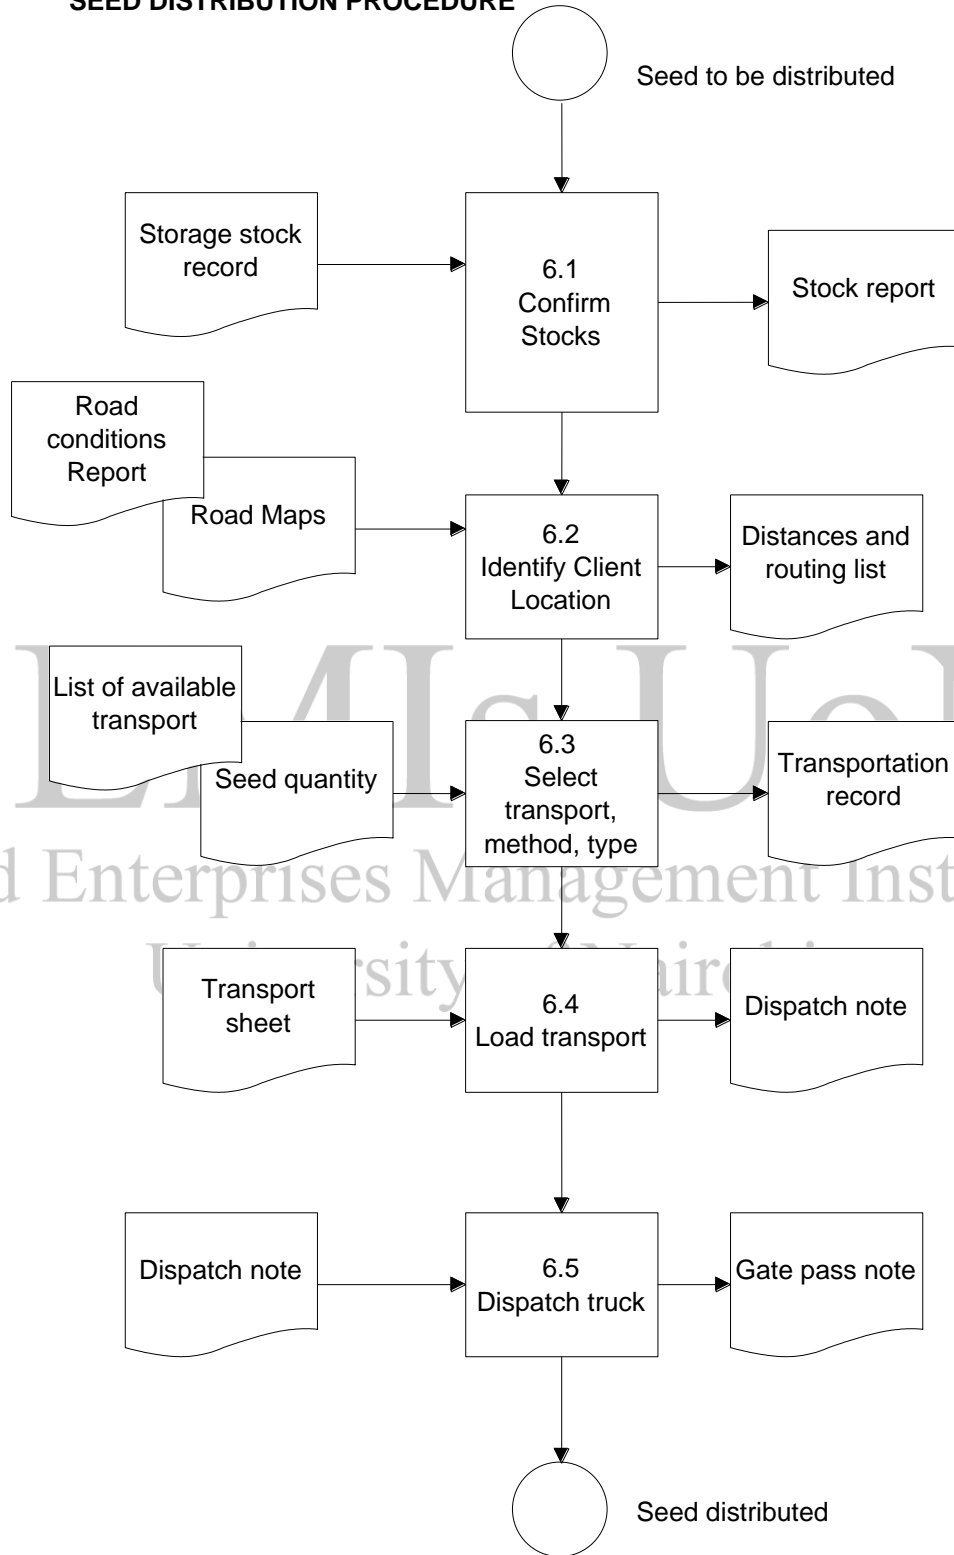 SEED DISTRIBUTION PROCEDURE
Seed to be distributed
Storage stock
record
6.1
Confirm
Stocks
Stock report
Road
conditions
Report
Road Maps
6.2
Identify Client
Location
Distances and
routing list
List of available
transport
Seed quantity
6.3
Select
transport,
method, type
Transportation
record
Enterprises Management
Transport
sheet
6.4
Load transport
Dispatch note
Dispatch note
6.5
Dispatch truck
Gate pass note
Seed distributed